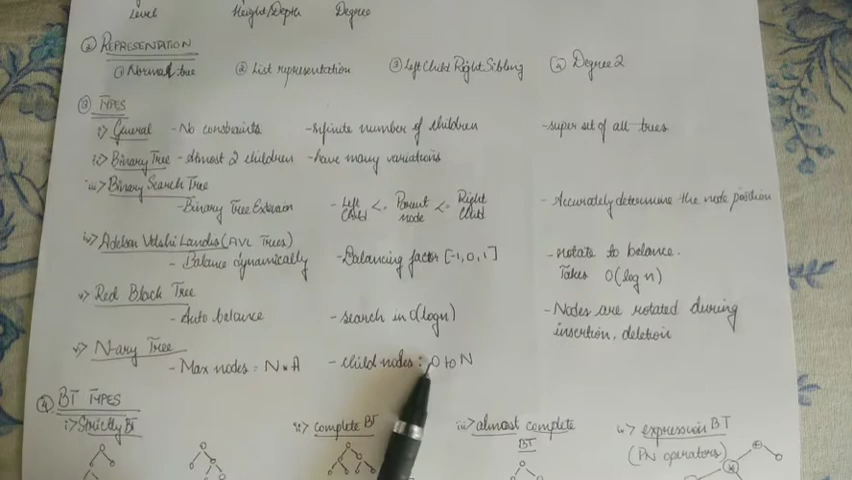 Level Height/Depth Degree
② REPRESENTATION
① Normal tree ② List representation ③ Left Child Right Sibling ④ Degree 2
③ TYPES
i) General - No constraints - infinite number of children - super set of all trees
ii) Binary Tree - Atmost 2 children - have many variations
iii) Binary Search Tree
- Binary Tree Extension - Left Child <= Parent node <= Right Child - Accurately determine the node position
iv) Adelson Velshi Landis (AVL Trees)
- Balance dynamically - Balancing factor [-1, 0, 1] - rotate to balance.
Takes O(log n)
v) Red Black Tree
- Auto balance - search in O(logn) - Nodes are rotated during
insertion, deletion
vi) N-ary Tree
- Max nodes = N * A - child nodes : 0 to N
④ BT TYPES
i) Strictly BT ii) complete BT iii) almost complete BT iv) expression BT
(PN operators)